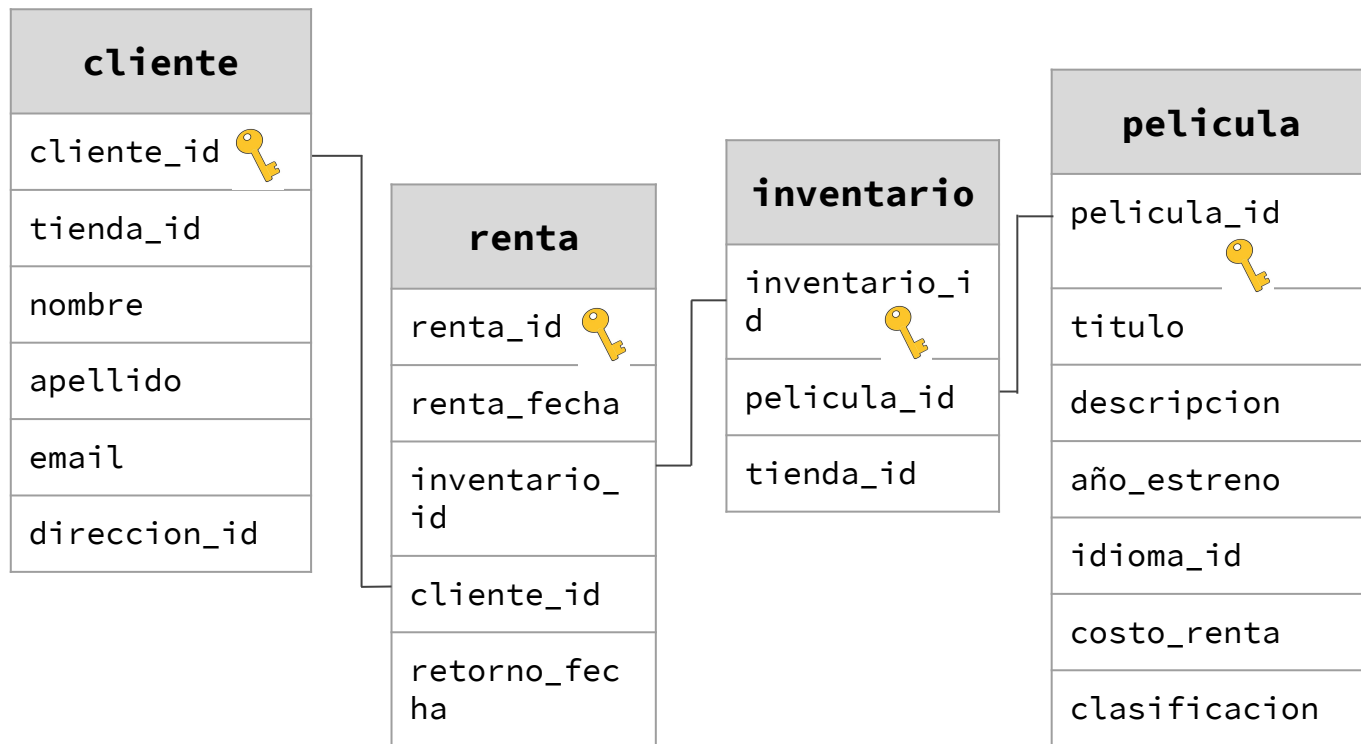 cliente
cliente_id
tienda_id
nombre
apellido
email
direccion_id
renta
renta_id
renta_fecha
inventario_
id
cliente_id
retorno_fec
ha
inventario
inventario_i
d
pelicula_id
tienda_id
pelicula
pelicula_id
titulo
descripcion
año_estreno
idioma_id
costo_renta
clasificacion